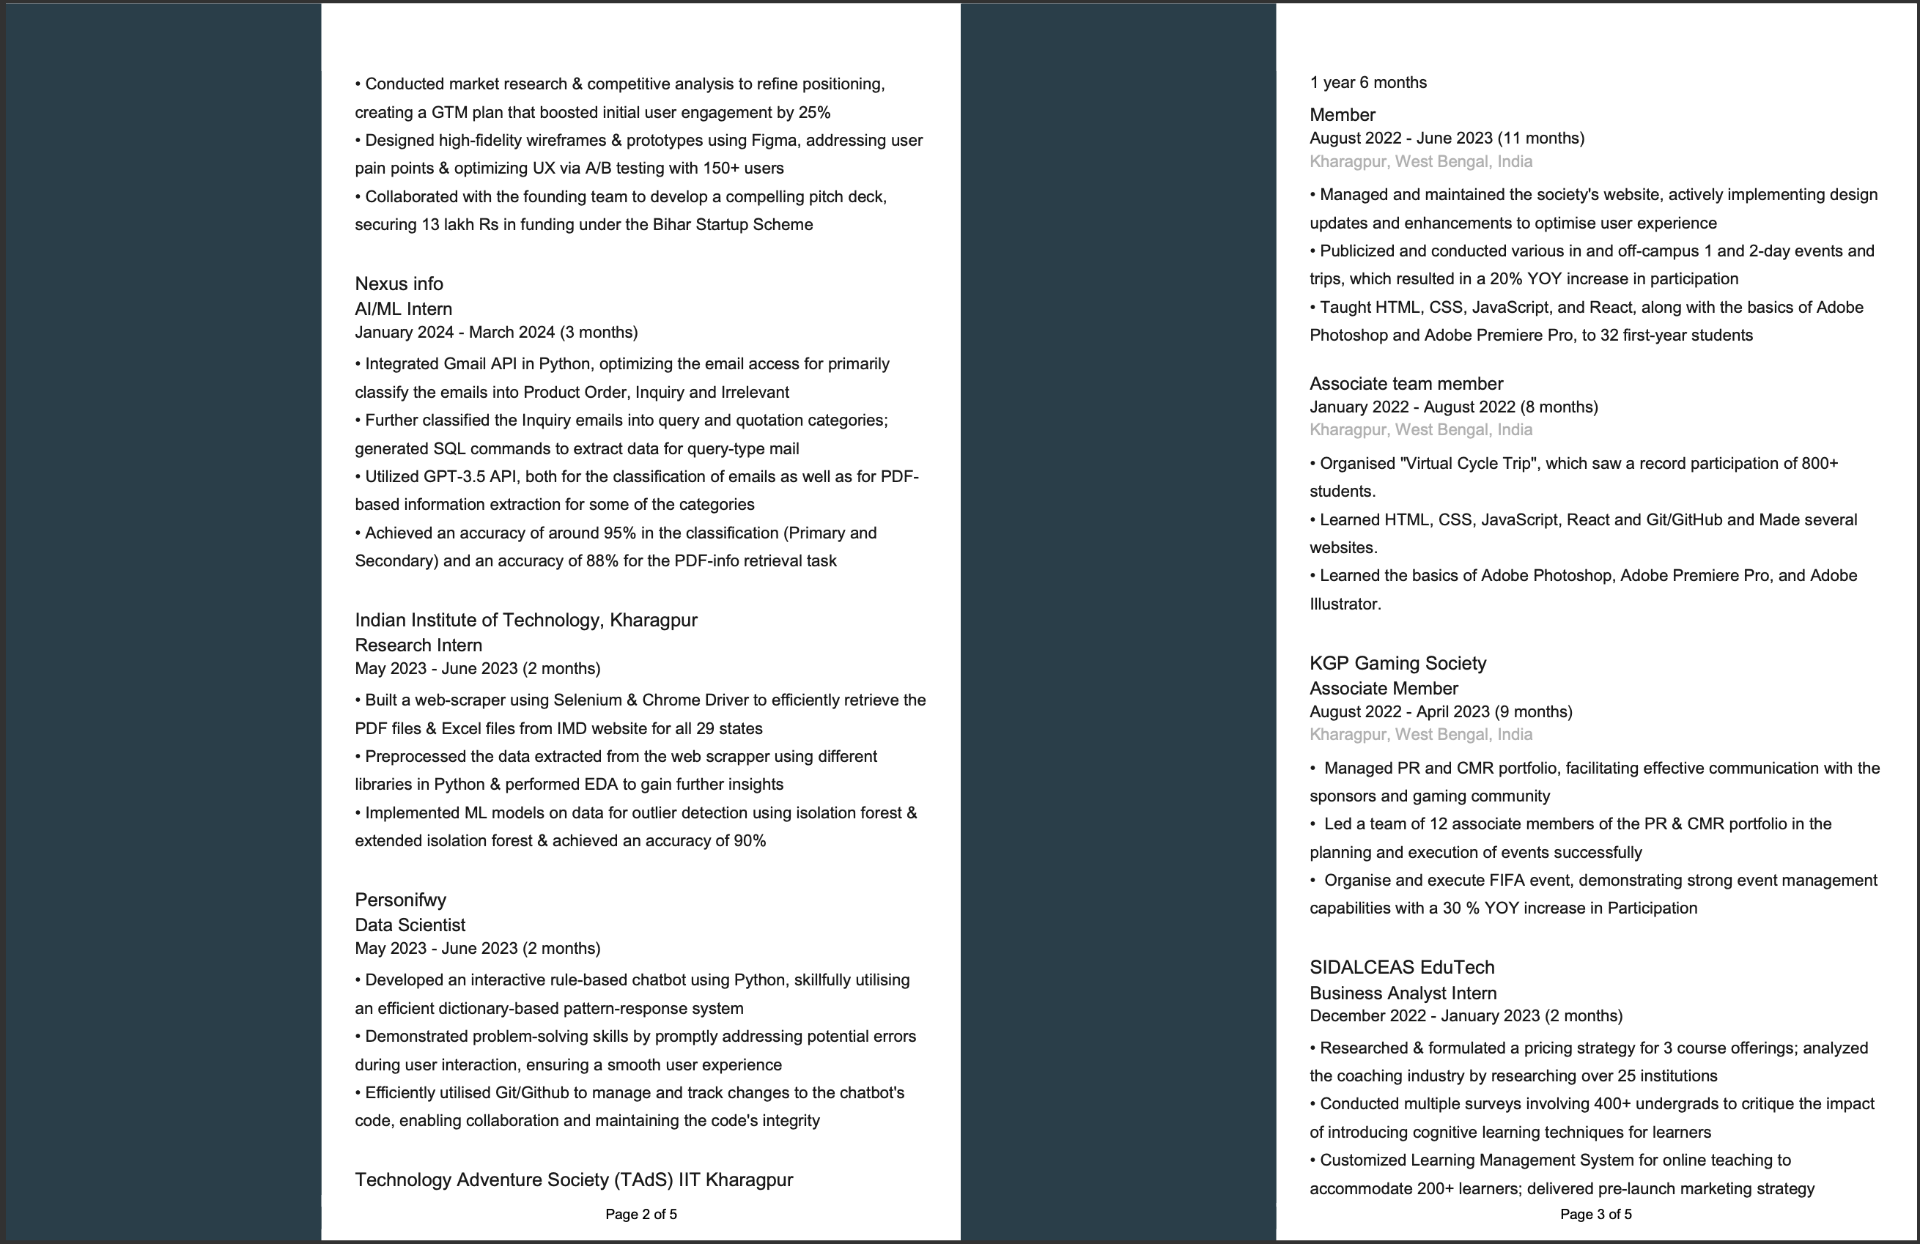 • Conducted market research & competitive analysis to refine positioning,
creating a GTM plan that boosted initial user engagement by 25%
• Designed high-fidelity wireframes & prototypes using Figma, addressing user
pain points & optimizing UX via A/B testing with 150+ users
• Collaborated with the founding team to develop a compelling pitch deck,
securing 13 lakh Rs in funding under the Bihar Startup Scheme
Nexus info
AI/ML Intern
January 2024 - March 2024 (3 months)
• Integrated Gmail API in Python, optimizing the email access for primarily
classify the emails into Product Order, Inquiry and Irrelevant
• Further classified the Inquiry emails into query and quotation categories;
generated SQL commands to extract data for query-type mail
• Utilized GPT-3.5 API, both for the classification of emails as well as for PDF-
based information extraction for some of the categories
• Achieved an accuracy of around 95% in the classification (Primary and
Secondary) and an accuracy of 88% for the PDF-info retrieval task
Indian Institute of Technology, Kharagpur
Research Intern
May 2023 - June 2023 (2 months)
• Built a web-scraper using Selenium & Chrome Driver to efficiently retrieve the
PDF files & Excel files from IMD website for all 29 states
• Preprocessed the data extracted from the web scrapper using different
libraries in Python & performed EDA to gain further insights
• Implemented ML models on data for outlier detection using isolation forest &
extended isolation forest & achieved an accuracy of 90%
Personifwy
Data Scientist
May 2023 - June 2023 (2 months)
• Developed an interactive rule-based chatbot using Python, skillfully utilising
an efficient dictionary-based pattern-response system
• Demonstrated problem-solving skills by promptly addressing potential errors
during user interaction, ensuring a smooth user experience
• Efficiently utilised Git/Github to manage and track changes to the chatbot's
code, enabling collaboration and maintaining the code's integrity
Technology Adventure Society (TAdS) IIT Kharagpur
Page 2 of 5
1 year 6 months
Member
August 2022 - June 2023 (11 months)
Kharagpur, West Bengal, India
• Managed and maintained the society's website, actively implementing design
updates and enhancements to optimise user experience
• Publicized and conducted various in and off-campus 1 and 2-day events and
trips, which resulted in a 20% YOY increase in participation
• Taught HTML, CSS, JavaScript, and React, along with the basics of Adobe
Photoshop and Adobe Premiere Pro, to 32 first-year students
Associate team member
January 2022 - August 2022 (8 months)
Kharagpur, West Bengal, India
• Organised "Virtual Cycle Trip", which saw a record participation of 800+
students.
• Learned HTML, CSS, JavaScript, React and Git/GitHub and Made several
websites.
• Learned the basics of Adobe Photoshop, Adobe Premiere Pro, and Adobe
Illustrator.
KGP Gaming Society
Associate Member
August 2022 - April 2023 (9 months)
Kharagpur, West Bengal, India
• Managed PR and CMR portfolio, facilitating effective communication with the
sponsors and gaming community
• Led a team of 12 associate members of the PR & CMR portfolio in the
planning and execution of events successfully
• Organise and execute FIFA event, demonstrating strong event management
capabilities with a 30 % YOY increase in Participation
SIDALCEAS EduTech
Business Analyst Intern
December 2022 - January 2023 (2 months)
• Researched & formulated a pricing strategy for 3 course offerings; analyzed
the coaching industry by researching over 25 institutions
• Conducted multiple surveys involving 400+ undergrads to critique the impact
of introducing cognitive learning techniques for learners
• Customized Learning Management System for online teaching to
accommodate 200+ learners; delivered pre-launch marketing strategy
Page 3 of 5